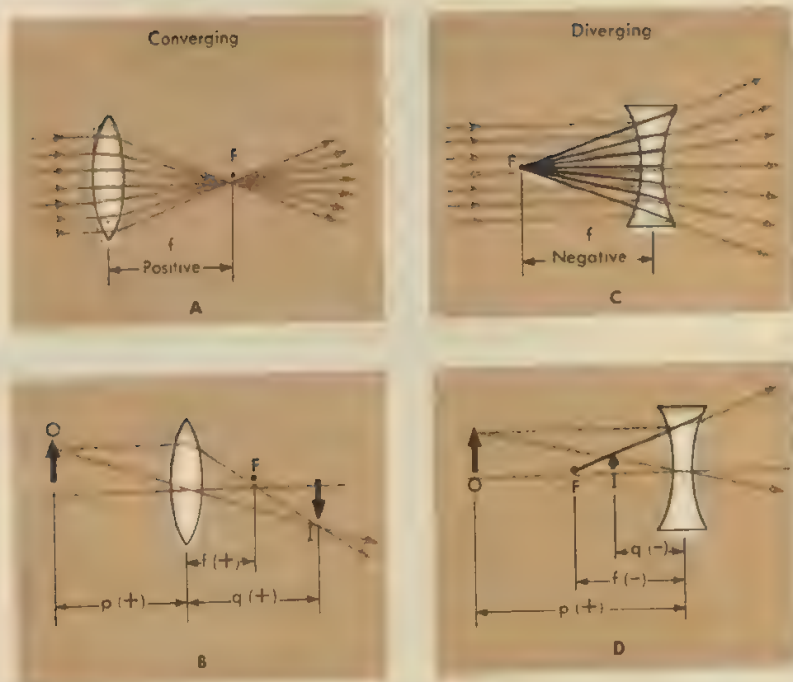 Converging
F
f
Positive
A
Diverging
F
f
Negative
C
O
F
I
f (+)
p (+)
q (+)
B
O
F
I
q (-)
f (-)
p (+)
D